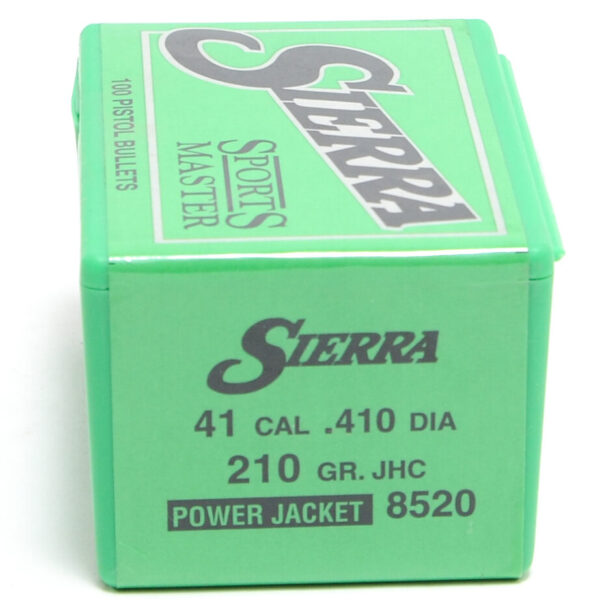 SIERRA
SPORTS
MASTER
100 PISTOL BULLETS
SIERRA
41 CAL .410 DIA
210 GR. JHC
POWER JACKET 8520